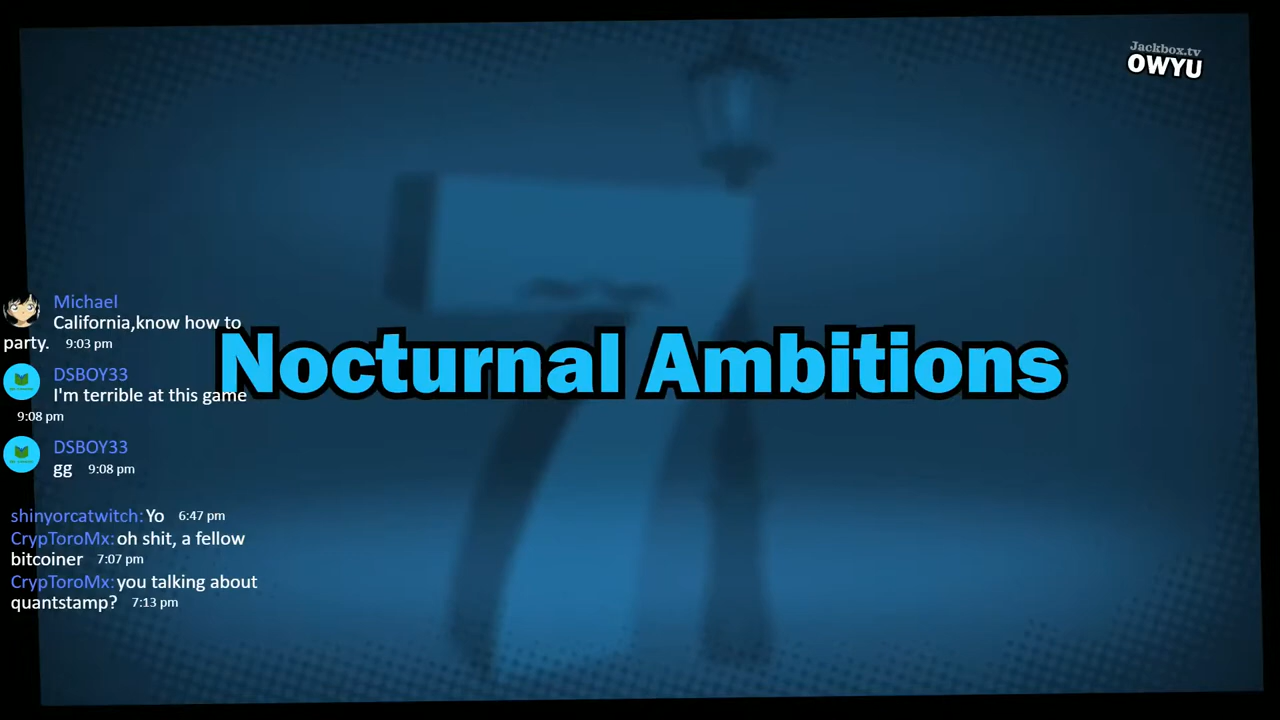 Jackbox.tv
OWYU
Michael
California,know how to
party. 9:03 pm
Nocturnal Ambitions
DSBOY33
I'm terrible at this game
9:08 pm
DSBOY33
gg 9:08 pm
shinyorcatwitch: Yo 6:47 pm
CrypToroMx: oh shit, a fellow
bitcoiner 7:07 pm
CrypToroMx: you talking about
quantstamp? 7:13 pm
7